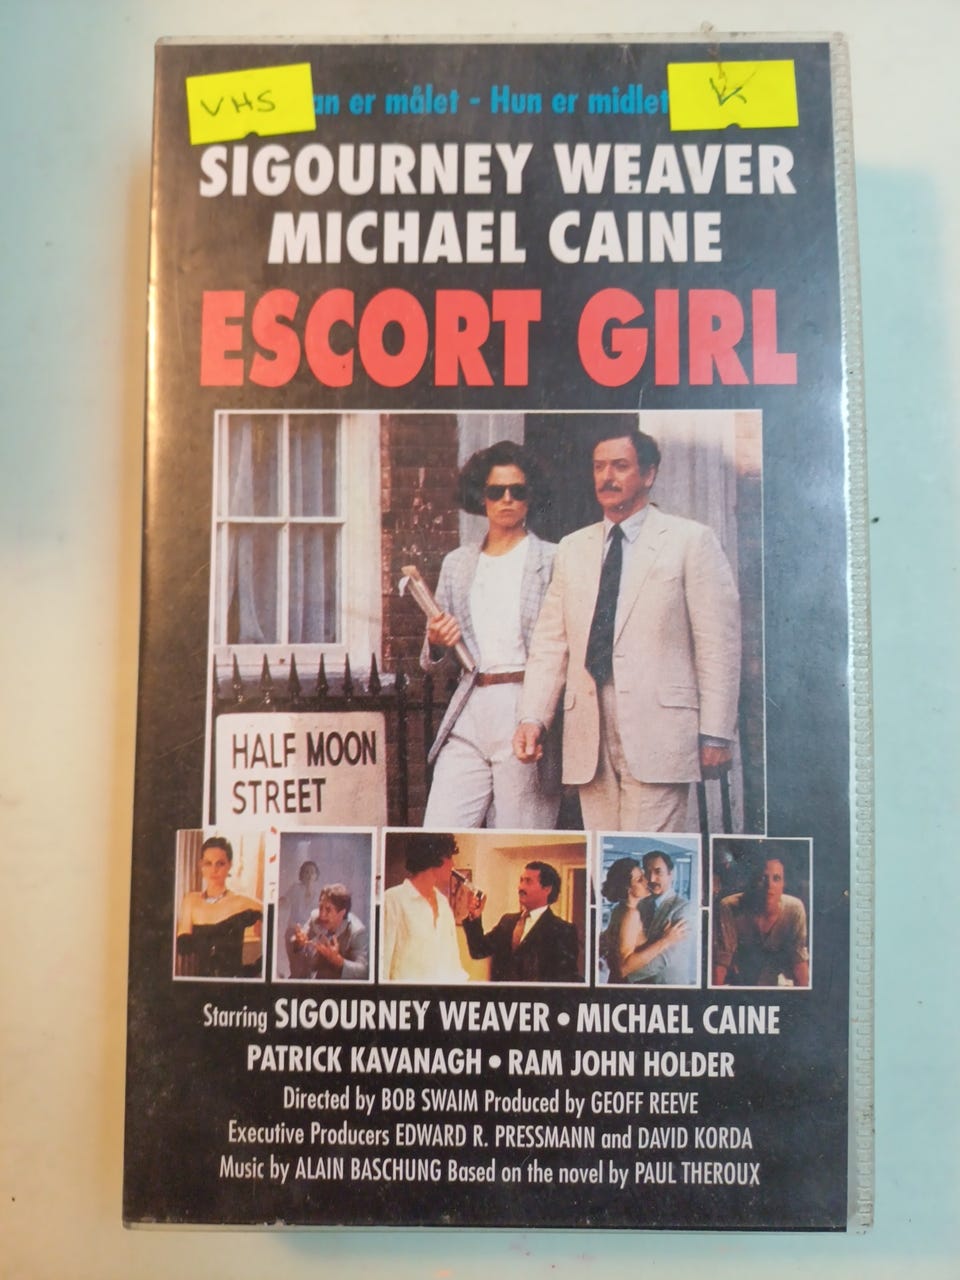 VHS
an er målet - Hun er midlet
K
SIGOURNEY WEAVER
MICHAEL CAINE
ESCORT GIRL
HALF MOON
STREET
Starring SIGOURNEY WEAVER • MICHAEL CAINE
PATRICK KAVANAGH • RAM JOHN HOLDER
Directed by BOB SWAIM Produced by GEOFF REEVE
Executive Producers EDWARD R. PRESSMANN and DAVID KORDA
Music by ALAIN BASCHUNG Based on the novel by PAUL THEROUX